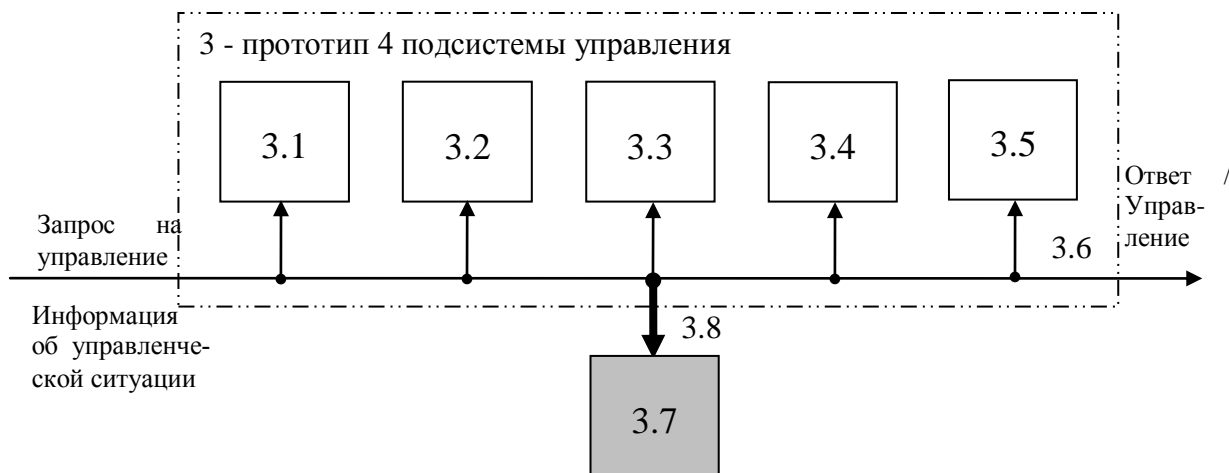 3 - прототип 4 подсистемы управления
3.1
3.2
3.3
3.4
3.5
Ответ /
Управ-
ление
Запрос на
управление
3.6
Информация
об управленче-
ской ситуации
3.8
3.7